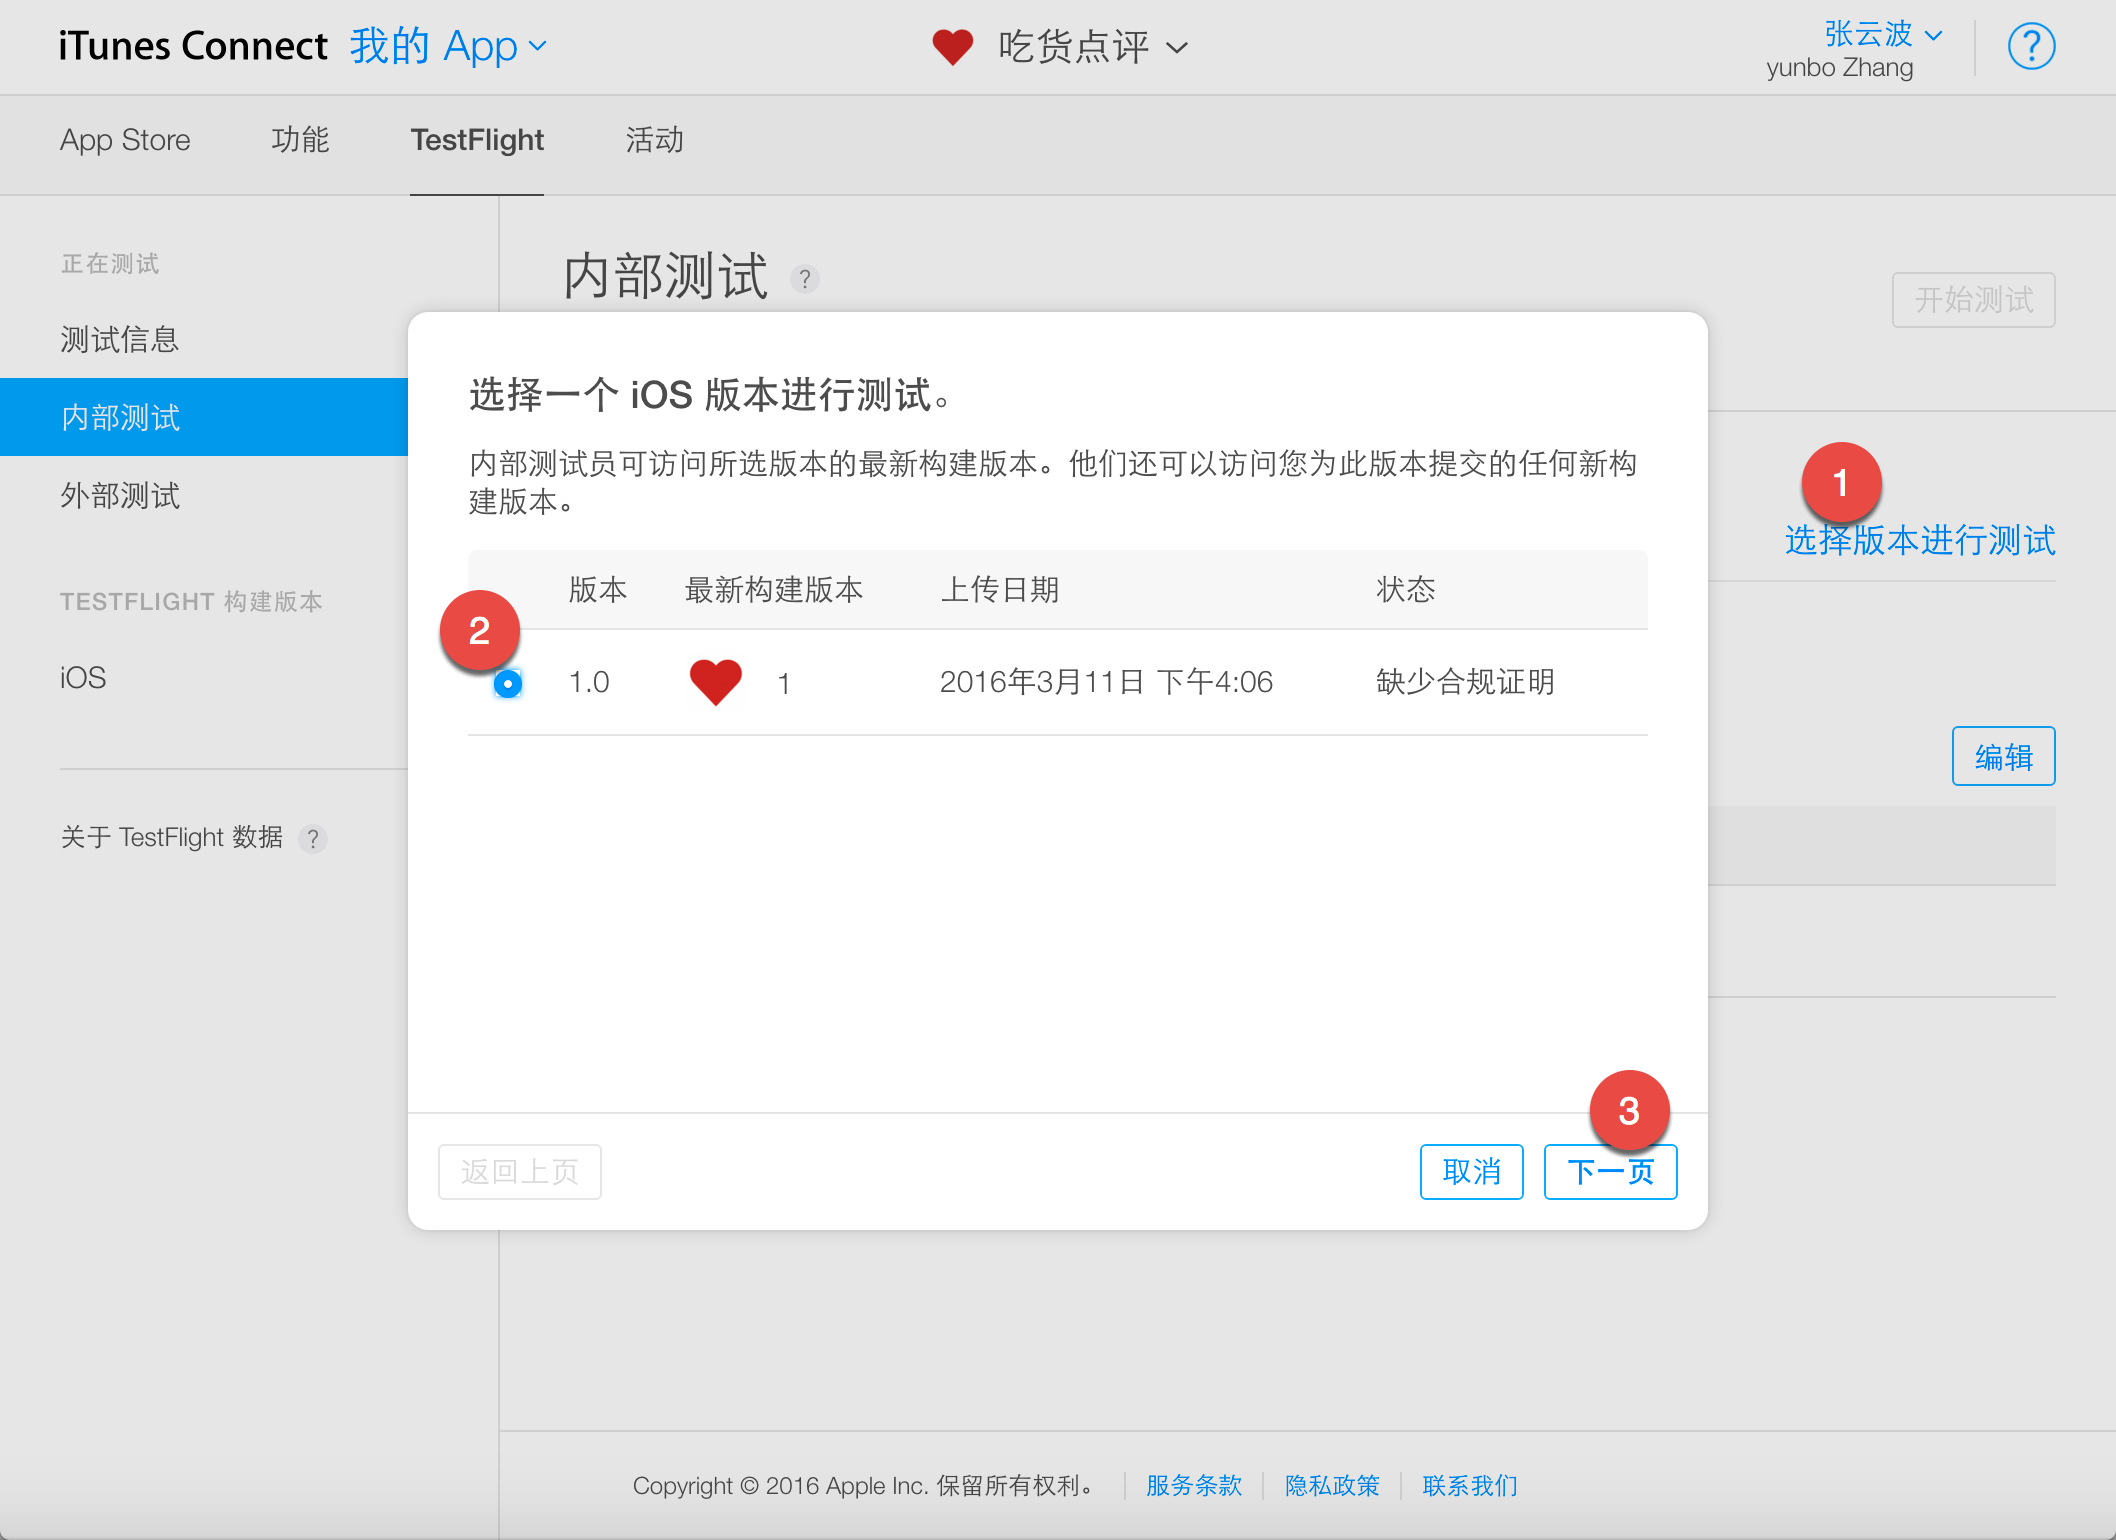 iTunes Connect 我的 App
吃货点评
张云波
yunbo Zhang
?
App Store 功能 TestFlight 活动
正在测试
测试信息
内部测试
外部测试
TESTFLIGHT 构建版本
iOS
关于 TestFlight 数据 ?
内部测试 ?
开始测试
1
选择版本进行测试
编辑
选择一个 iOS 版本进行测试。
内部测试员可访问所选版本的最新构建版本。他们还可以访问您为此版本提交的任何新构
建版本。
版本 最新构建版本 上传日期 状态
2
1.0 1 2016年3月11日 下午4:06 缺少合规证明
3
返回上页 取消 下一页
Copyright © 2016 Apple Inc. 保留所有权利。 服务条款 隐私政策 联系我们